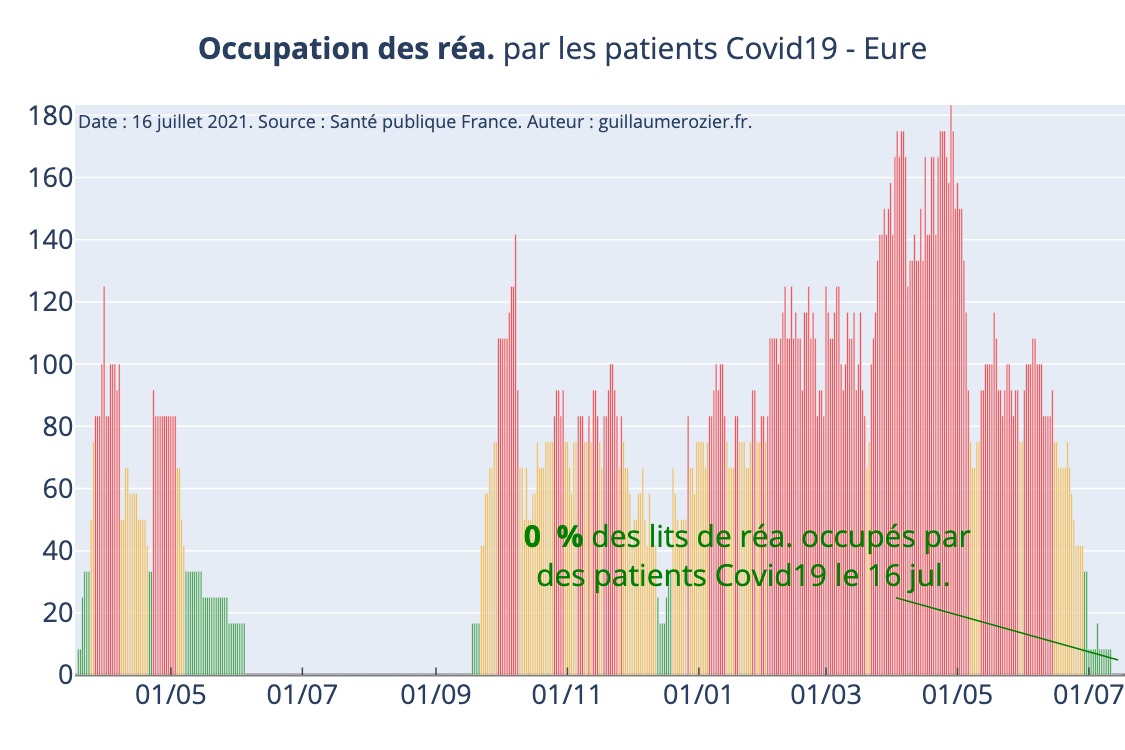 Occupation des réa. par les patients Covid19 - Eure
Date : 16 juillet 2021. Source : Santé publique France. Auteur : guillaumerozier.fr.
180
160
140
120
100
80
60
40
20
0
0 % des lits de réa. occupés par
des patients Covid19 le 16 jul.
01/05 01/07 01/09 01/11 01/01 01/03 01/05 01/07